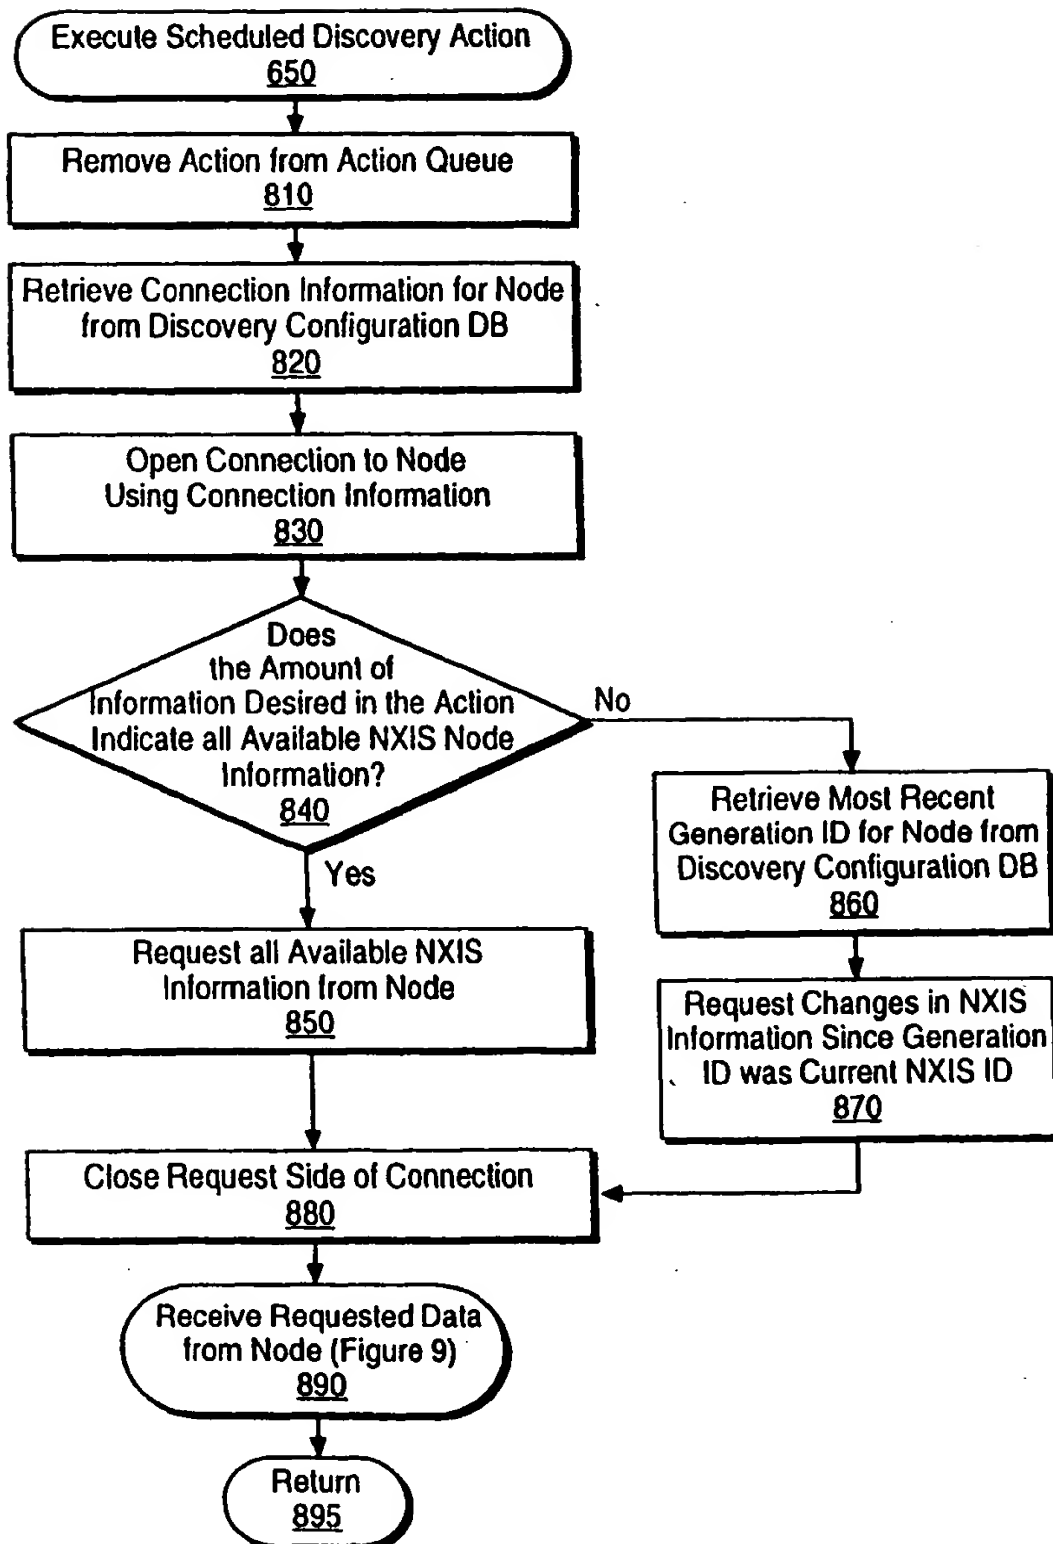 Execute Scheduled Discovery Action
650
Remove Action from Action Queue
810
Retrieve Connection Information for Node
from Discovery Configuration DB
820
Open Connection to Node
Using Connection Information
830
Does
the Amount of
Information Desired in the Action
Indicate all Available NXIS Node
Information?
840
No
Yes
Retrieve Most Recent
Generation ID for Node from
Discovery Configuration DB
860
Request all Available NXIS
Information from Node
850
Request Changes in NXIS
Information Since Generation
ID was Current NXIS ID
870
Close Request Side of Connection
880
Receive Requested Data
from Node (Figure 9)
890
Return
895